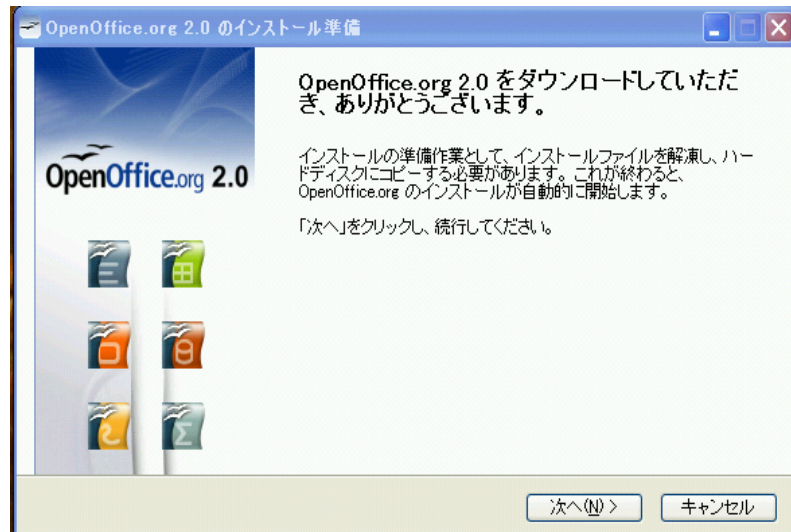 OpenOffice.org 2.0 のインストール準備
OpenOffice.org 2.0 をダウンロードしていただ
き、ありがとうございます。
インストールの準備作業として、インストールファイルを解凍し、ハー
ドディスクにコピーする必要があります。これが終わると、
OpenOffice.org のインストールが自動的に開始します。
「次へ」をクリックし、続行してください。
OpenOffice.org 2.0
次へ(N) >
キャンセル